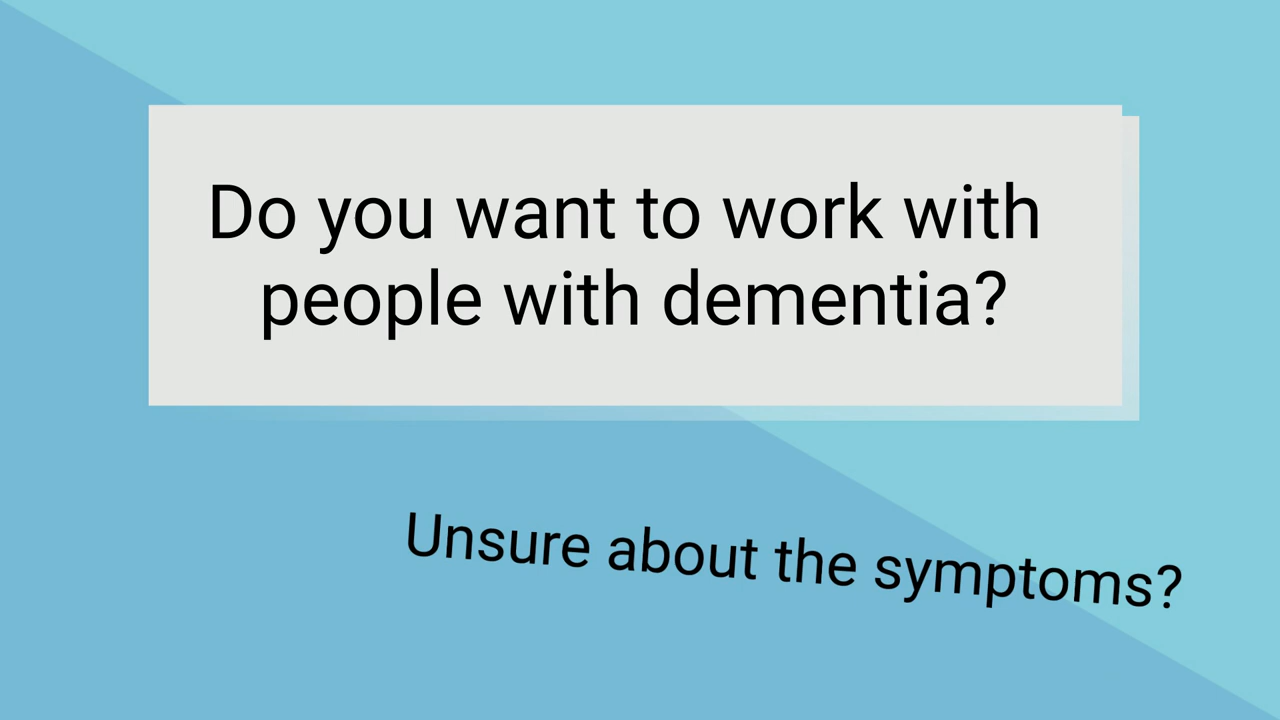 Do you want to work with
people with dementia?
Unsure about the symptoms?